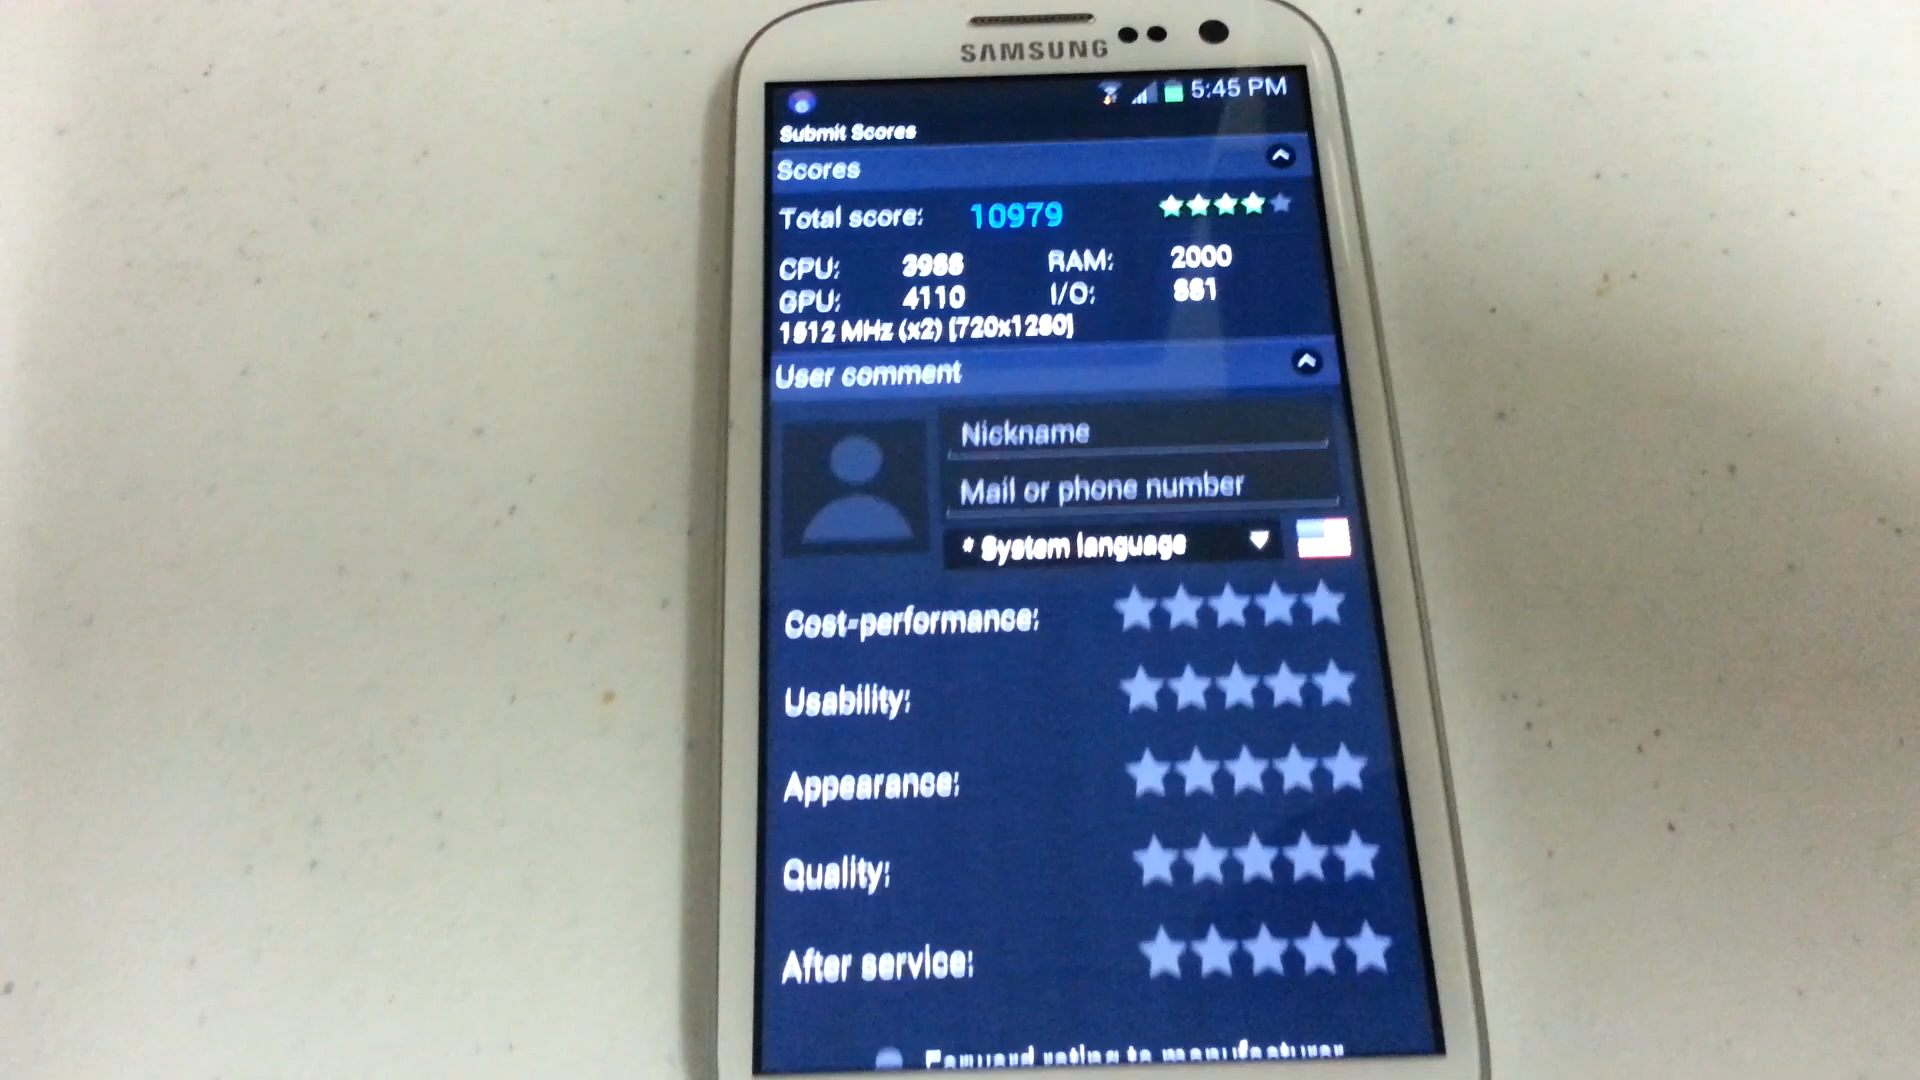 SAMSUNG
5:45 PM
Submit Scores
Scores
Total score: 10979
CPU: 3988 RAM: 2000
GPU: 4110 I/O: 881
1512 MHz (x2) [720x1280]
User comment
Nickname
Mail or phone number
* System language
Cost-performance:
Usability:
Appearance:
Quality:
After service:
Forward rating to manufacturer